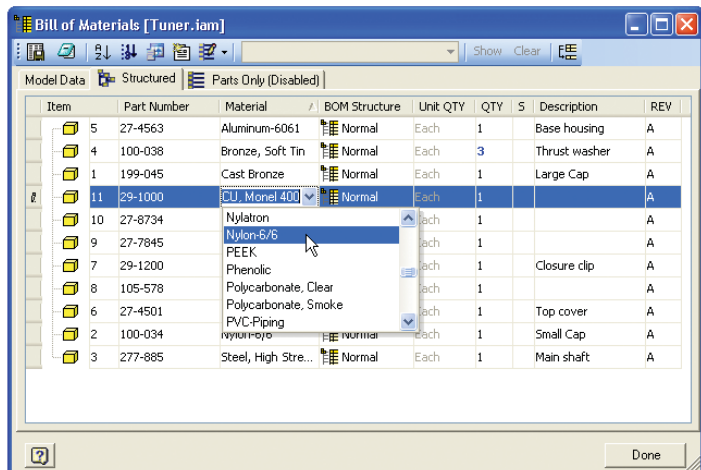 Bill of Materials [Tuner.iam]
Show Clear
Model Data Structured Parts Only (Disabled)
Item Part Number Material BOM Structure Unit QTY QTY S Description REV
5 27-4563 Aluminum-6061 Normal Each 1 Base housing A
4 100-038 Bronze, Soft Tin Normal Each 3 Thrust washer A
1 199-045 Cast Bronze Normal Each 1 Large Cap A
11 29-1000 CU, Monel 400 Normal Each 1 A
10 27-8734 Nylatron 1 A
9 27-7845 Nylon-6/6 1 A
PEEK
7 29-1200 Phenolic 1 Closure clip A
8 105-578 Polycarbonate, Clear 1 A
6 27-4501 Polycarbonate, Smoke 1 Top cover A
PVC-Piping
2 100-034 Nylon-6/6 Normal Each 1 Small Cap A
3 277-885 Steel, High Stre... Normal Each 1 Main shaft A
Done